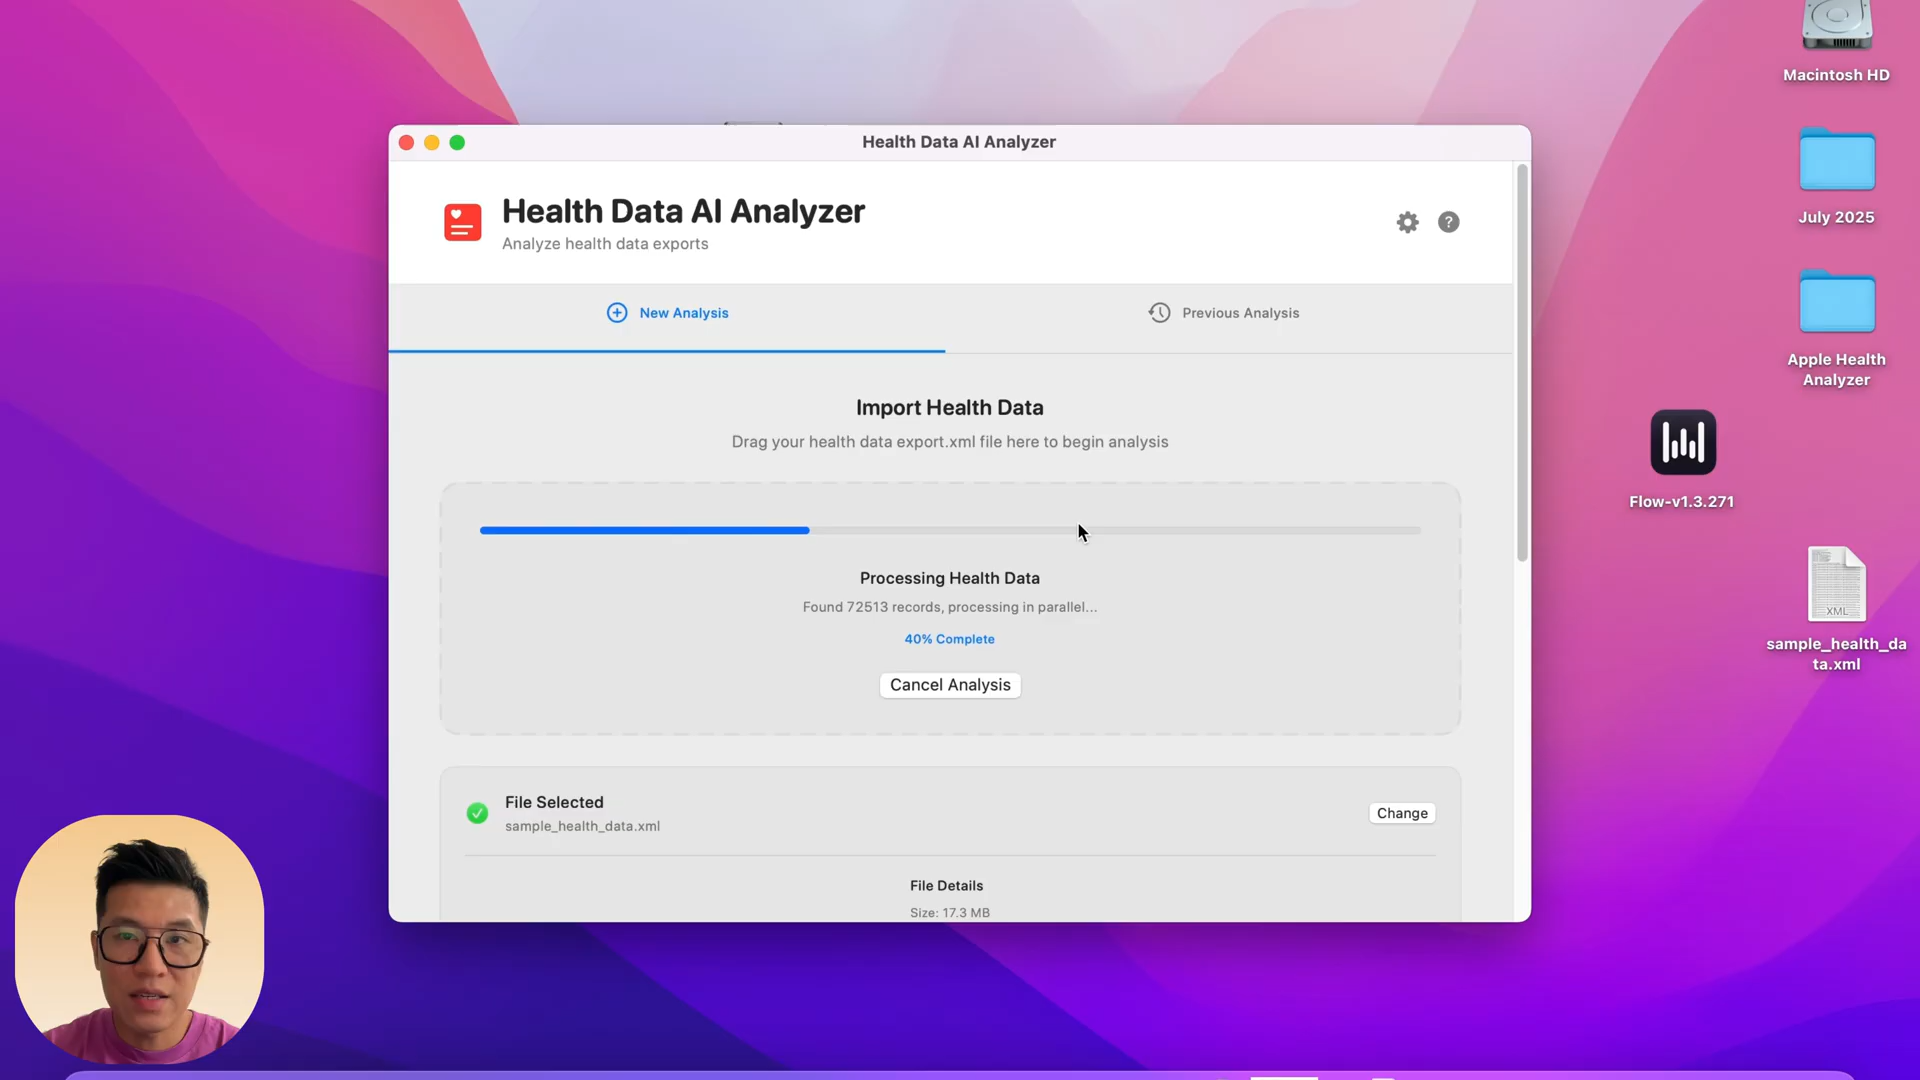 Macintosh HD
Health Data AI Analyzer
Health Data AI Analyzer
Analyze health data exports
July 2025
New Analysis
Previous Analysis
Apple Health
Analyzer
Import Health Data
Drag your health data export.xml file here to begin analysis
Flow-v1.3.271
Processing Health Data
Found 72513 records, processing in parallel...
40% Complete
XML
sample_health_da
ta.xml
Cancel Analysis
File Selected
sample_health_data.xml
Change
File Details
Size: 17.3 MB